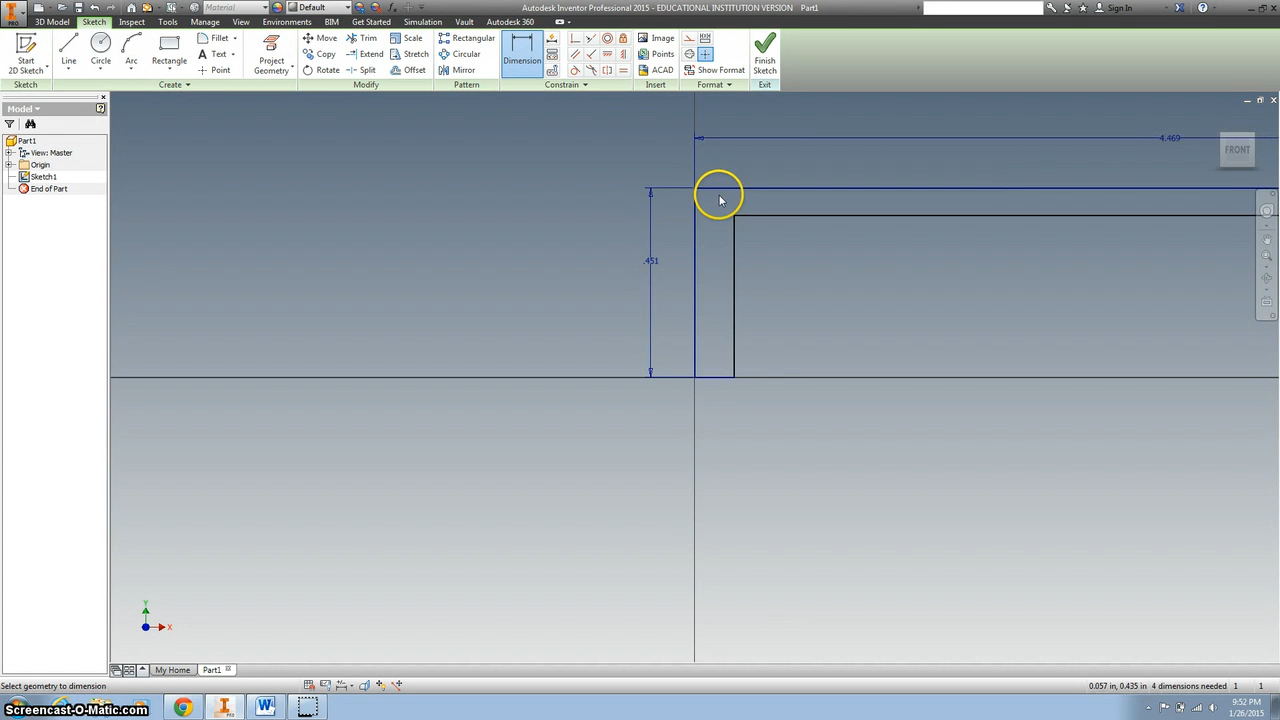 Autodesk Inventor Professional 2015 - EDUCATIONAL INSTITUTION VERSION Part1
Material Default Sign In
PRO 3D Model Sketch Inspect Tools Manage View Environments BIM Get Started Simulation Vault Autodesk 360
Start 2D Sketch Line Circle Arc Rectangle Fillet Text Point Project Geometry
Move Copy Rotate Trim Extend Split Scale Stretch Offset
Rectangular Circular Mirror Dimension
Image Points ACAD Show Format Finish Sketch
Sketch Create Modify Pattern Constrain Insert Format Exit
Model
Part1
View: Master
Origin
Sketch1
End of Part
4.469
FRONT
.451
Y
X
My Home Part1
Select geometry to dimension 0.057 in, 0.435 in 4 dimensions needed 1 1
Screencast-O-Matic.com
PRO
9:52 PM
1/26/2015